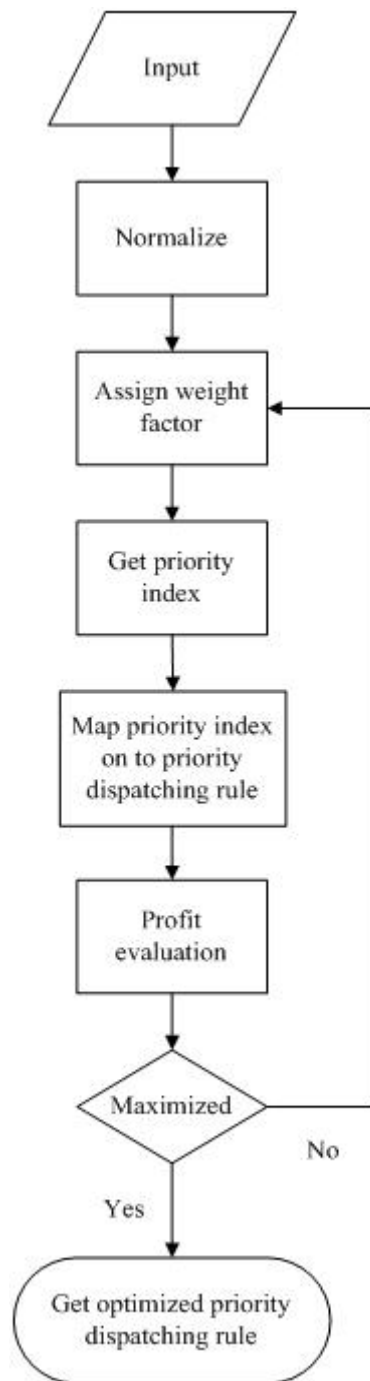 Input
Normalize
Assign weight
factor
Get priority
index
Map priority index
on to priority
dispatching rule
Profit
evaluation
Maximized
No
Yes
Get optimized priority
dispatching rule